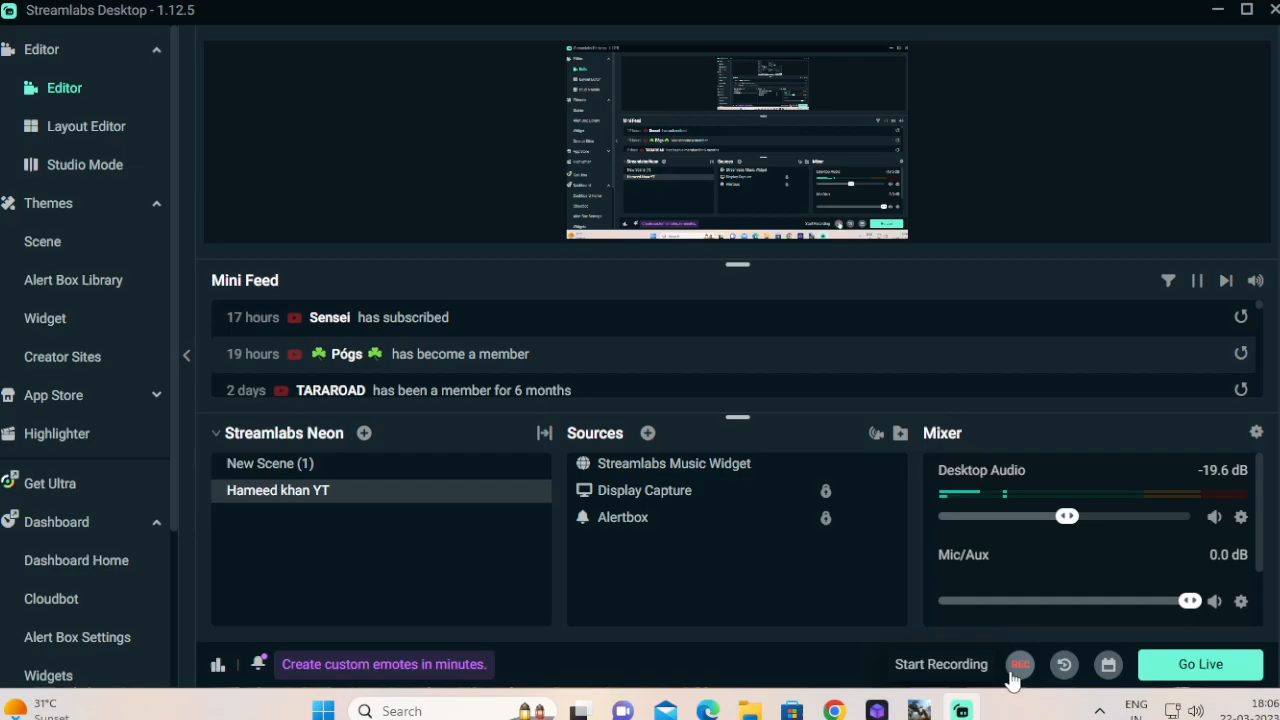 Streamlabs Desktop - 1.12.5
Editor
Editor
Layout Editor
Studio Mode
Themes
Scene
Alert Box Library
Widget
Creator Sites
App Store
Highlighter
Get Ultra
Dashboard
Dashboard Home
Cloudbot
Alert Box Settings
Widgets
Mini Feed
17 hours Sensei has subscribed
19 hours ☘️ Pógs ☘️ has become a member
2 days TARAROAD has been a member for 6 months
Streamlabs Neon
New Scene (1)
Hameed khan YT
Sources
Streamlabs Music Widget
Display Capture
Alertbox
Mixer
Desktop Audio -19.6 dB
Mic/Aux 0.0 dB
Create custom emotes in minutes.
Start Recording REC
Go Live
31°C
Sunset
Search
ENG
IN
18:06